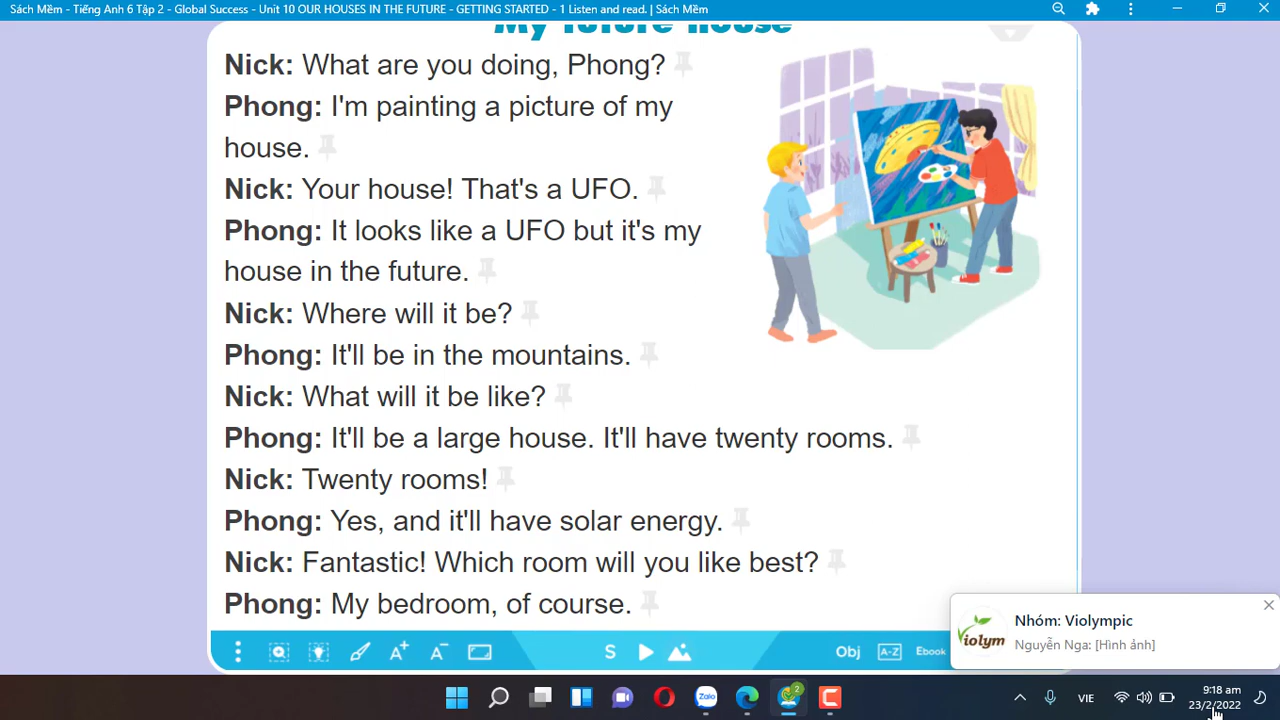 Sách Mềm - Tiếng Anh 6 Tập 2 - Global Success - Unit 10 OUR HOUSES IN THE FUTURE - GETTING STARTED - 1 Listen and read. | Sách Mềm
My future house
Nick: What are you doing, Phong?
Phong: I'm painting a picture of my
house.
Nick: Your house! That's a UFO.
Phong: It looks like a UFO but it's my
house in the future.
Nick: Where will it be?
Phong: It'll be in the mountains.
Nick: What will it be like?
Phong: It'll be a large house. It'll have twenty rooms.
Nick: Twenty rooms!
Phong: Yes, and it'll have solar energy.
Nick: Fantastic! Which room will you like best?
Phong: My bedroom, of course.
Nhóm: Violympic
Nguyễn Nga: [Hình ảnh]
iolym
A+ A- S Obj A-Z Ebook
Zalo 2 C VIE
9:18 am
23/2/2022